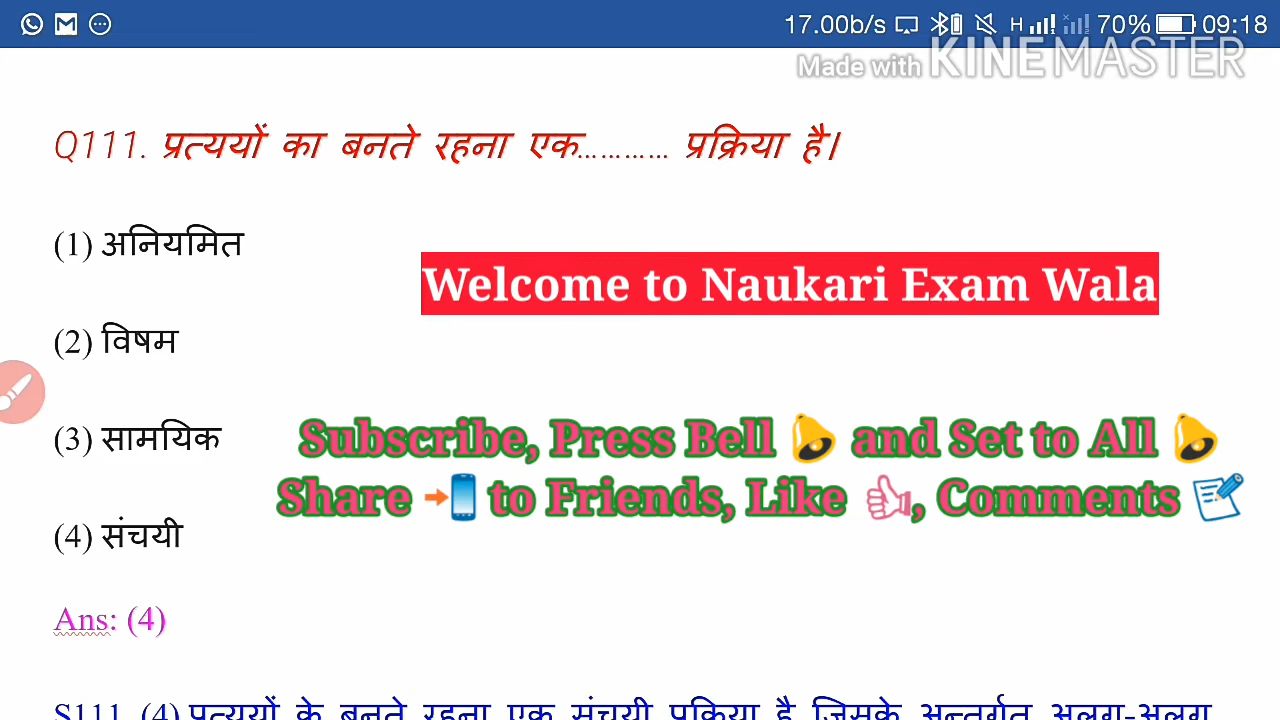 17.00b/s H 70% 09:18
Made with KINEMASTER
Q111. प्रत्ययों का बनते रहना एक............ प्रक्रिया है।
(1) अनियमित
Welcome to Naukari Exam Wala
(2) विषम
(3) सामयिक
Subscribe, Press Bell 🔔 and Set to All 🔔
Share 📲 to Friends, Like 👍, Comments 📝
(4) संचयी
Ans: (4)
S111. (4) प्रत्ययों के बनते रहना एक संचयी प्रक्रिया है जिसके अन्तर्गत अलग-अलग